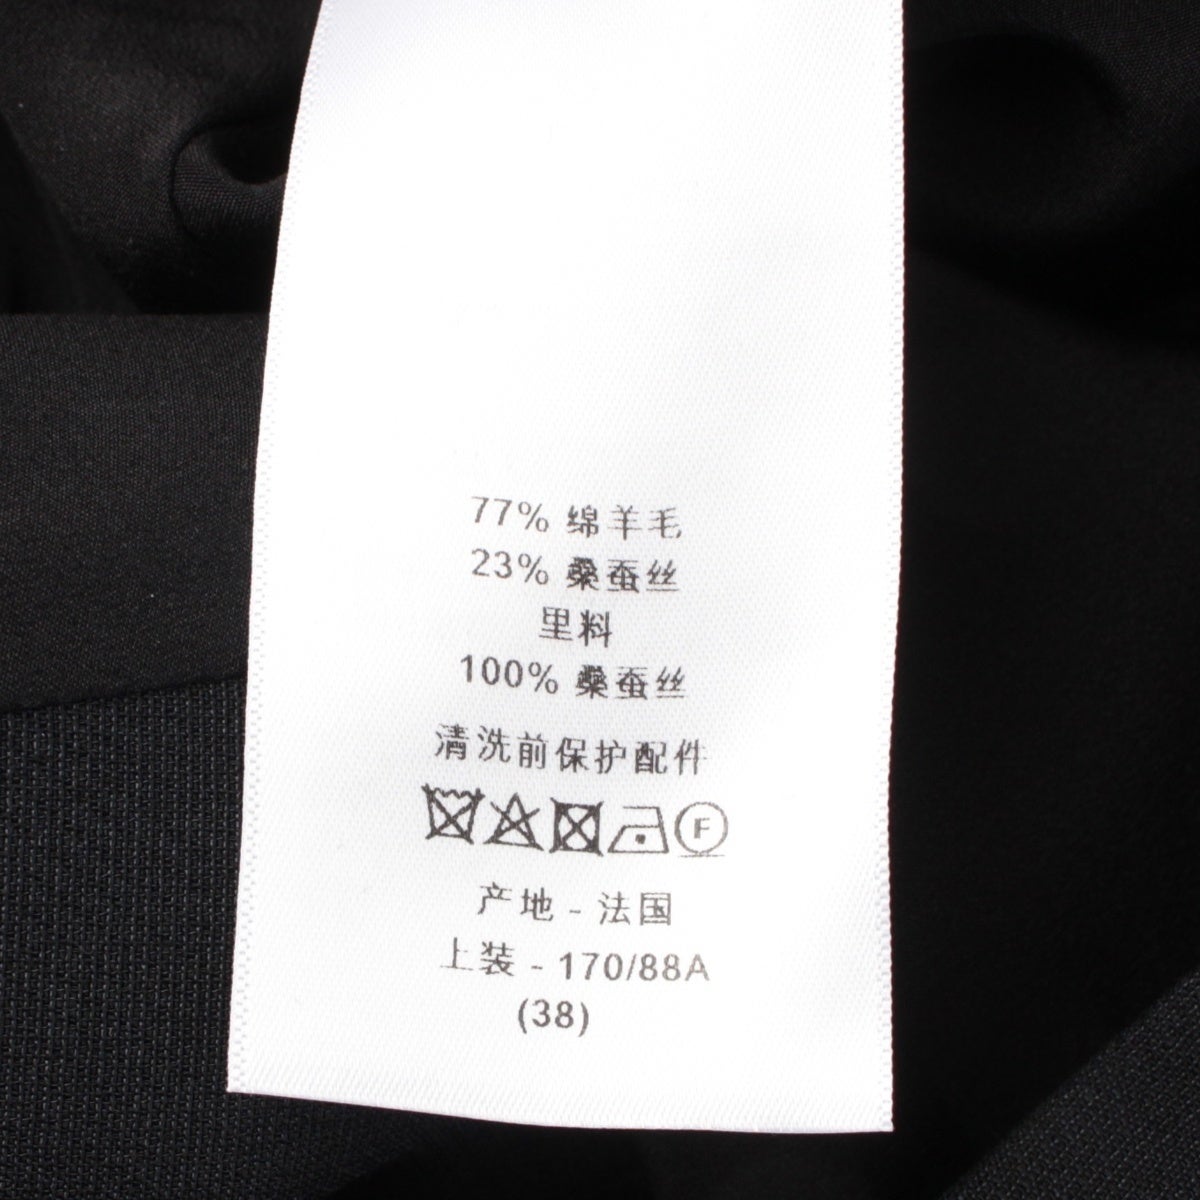 77% 绵羊毛
23% 桑蚕丝
里料
100% 桑蚕丝
清洗前保护配件
F
产地 - 法国
上装 - 170/88A
(38)